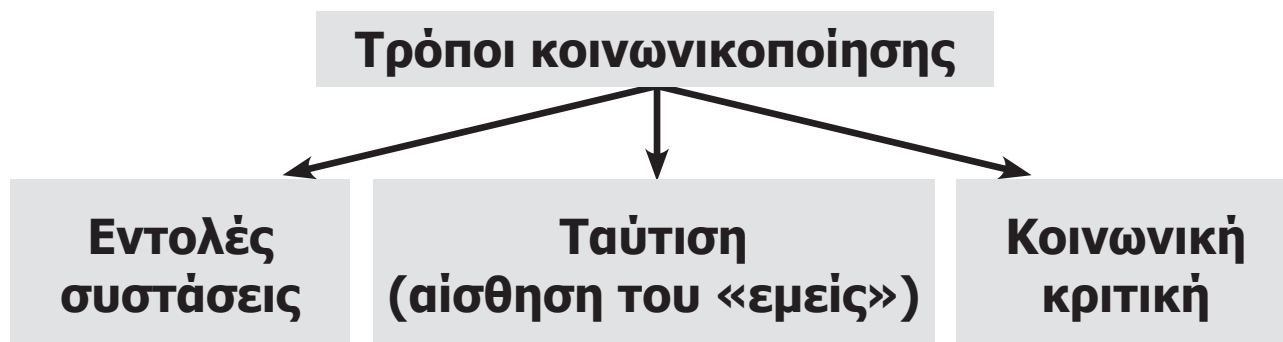 Τρόποι κοινωνικοποίησης
Εντολές
συστάσεις
Ταύτιση
(αίσθηση του «εμείς»)
Κοινωνική
κριτική